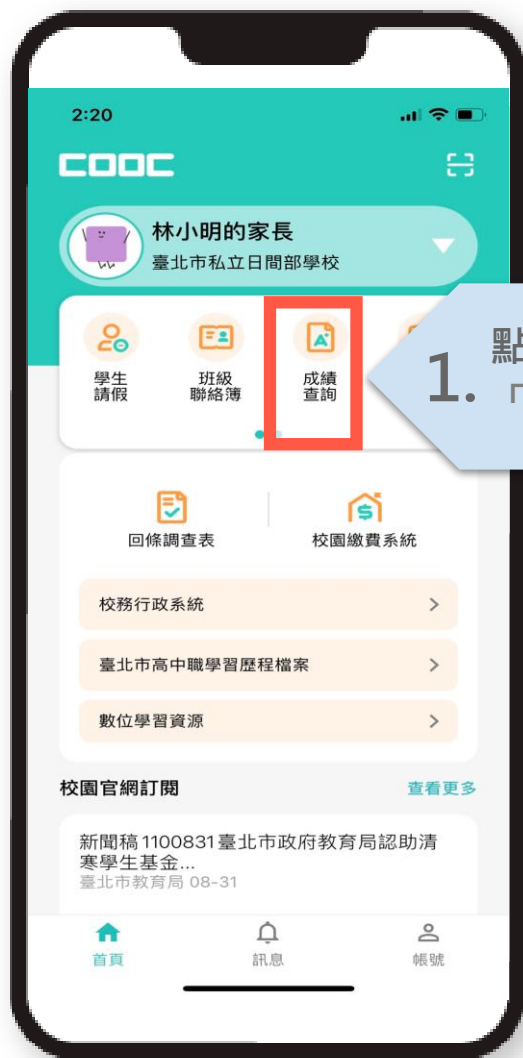 2:20
COOC
林小明的家長
臺北市私立日間部學校
學生
請假
班級
聯絡簿
成績
查詢
1.
點
「
回條調查表
校園繳費系統
校務行政系統
臺北市高中職學習歷程檔案
數位學習資源
校園官網訂閱
查看更多
新聞稿1100831臺北市政府教育局認助清
寒學生基金...
臺北市教育局 08-31
首頁
訊息
帳號